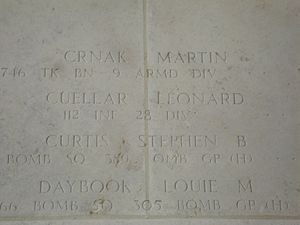 CRNAK MARTIN
746 TK BN 9 ARMD DIV
CUELLAR LEONARD
112 INF 28 DIV
CURTIS STEPHEN B
BOMB SQ BOMB GP (H)
DAYBOOK LOUIE M
66 BOMB SQ 305 BOMB GP (H)